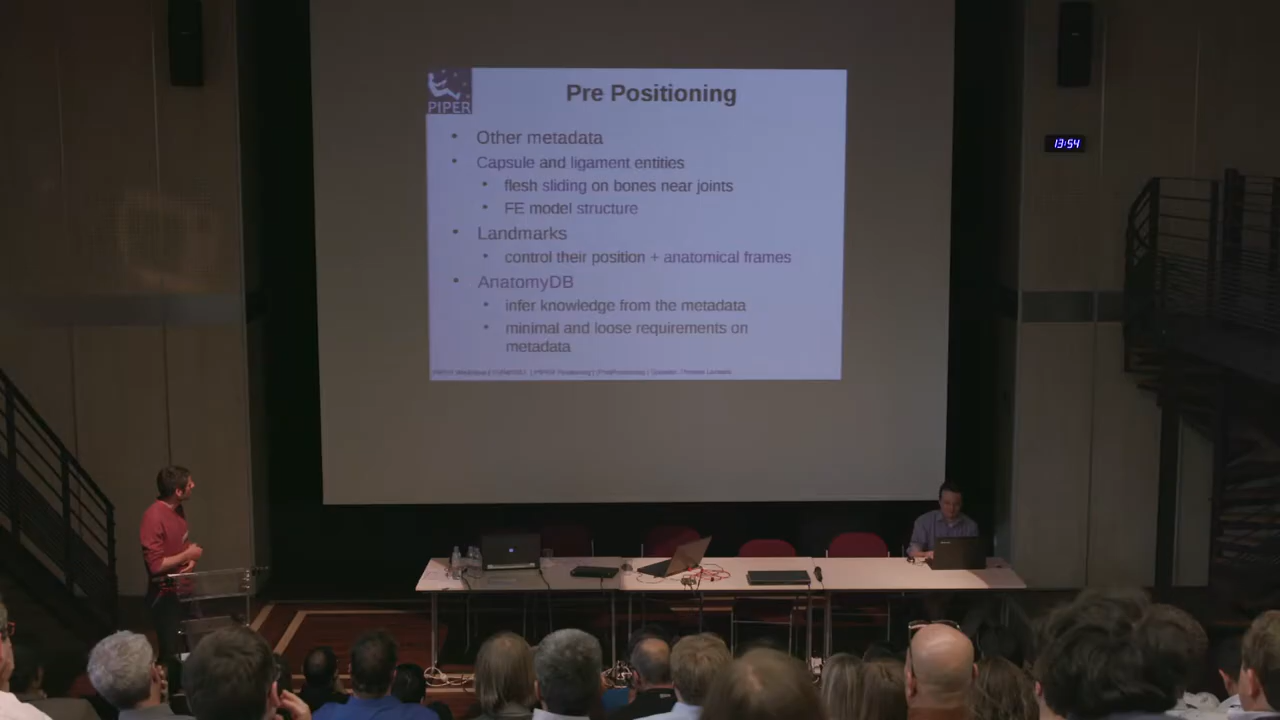 PIPER
Pre Positioning
• Other metadata
• Capsule and ligament entities
• flesh sliding on bones near joints
• FE model structure
• Landmarks
• control their position + anatomical frames
• AnatomyDB
• infer knowledge from the metadata
• minimal and loose requirements on
metadata
13:54